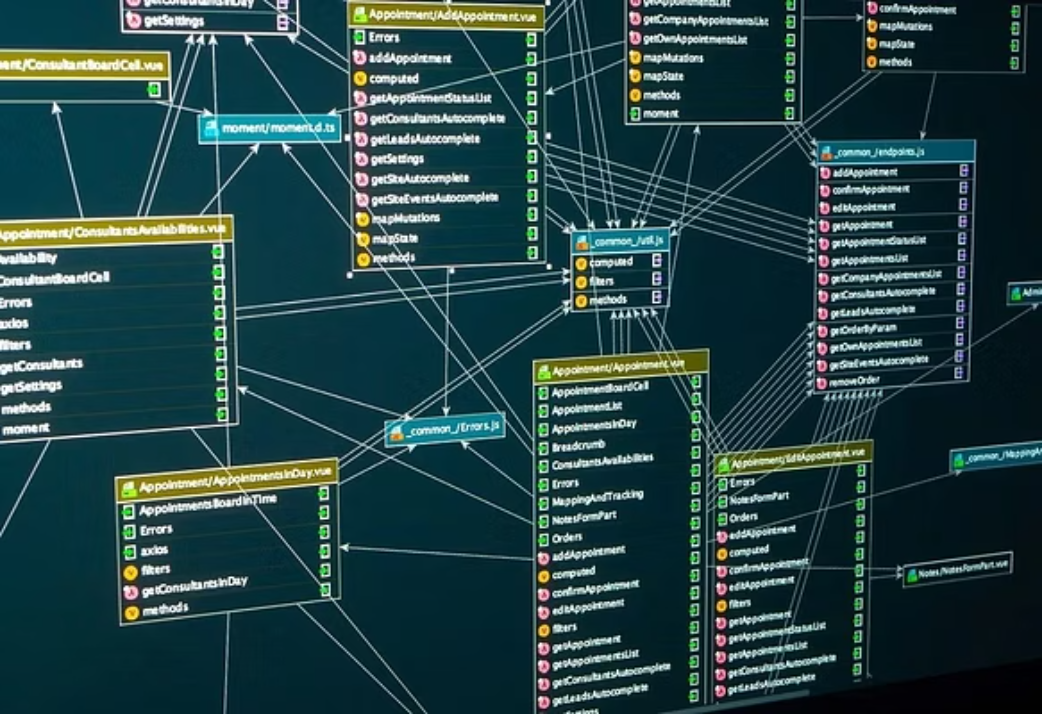 getSettings
ment/ConsultantBoardCell.vue
moment/moment.d.ts
Appointment/AddAppointment.vue
Errors
addAppointment
computed
getAppointmentStatusList
getConsultantsAutocomplete
getLeadsAutocomplete
getSettings
getSiteAutocomplete
getSiteEventsAutocomplete
mapMutations
mapState
methods
getCompanyAppointmentsList
getOwnAppointmentsList
mapMutations
mapState
methods
moment
confirmAppointment
mapMutations
mapState
methods
_common_/endpoints.js
addAppointment
confirmAppointment
editAppointment
getAppointment
getAppointmentStatusList
getAppointmentsList
getCompanyAppointmentsList
getConsultantsAutocomplete
getLeadsAutocomplete
getOrderByParam
getOwnAppointmentsList
getSiteEventsAutocomplete
removeOrder
_common_/util.js
computed
filters
methods
Appointment/ConsultantsAvailabilities.vue
Availability
ConsultantBoardCell
Errors
axios
filters
getConsultants
getSettings
methods
moment
_common_/Errors.js
Appointment/AppointmentsInDay.vue
AppointmentsBoardInTime
Errors
axios
filters
getConsultantsInDay
methods
Appointment/Appointment.vue
AppointmentBoardCell
AppointmentList
AppointmentsInDay
Breadcrumb
ConsultantsAvailabilities
Errors
MappingAndTracking
NotesFormPart
Orders
addAppointment
computed
confirmAppointment
editAppointment
filters
getAppointment
getAppointmentsList
getConsultantsAutocomplete
getLeadsAutocomplete
Appointment/EditAppointment.vue
Errors
NotesFormPart
Orders
addAppointment
computed
confirmAppointment
editAppointment
filters
getAppointment
getAppointmentStatusList
getAppointmentsList
getConsultantsAutocomplete
getLeadsAutocomplete
Admin
_common_/MappingAn
Notes/NotesFormPart.vue